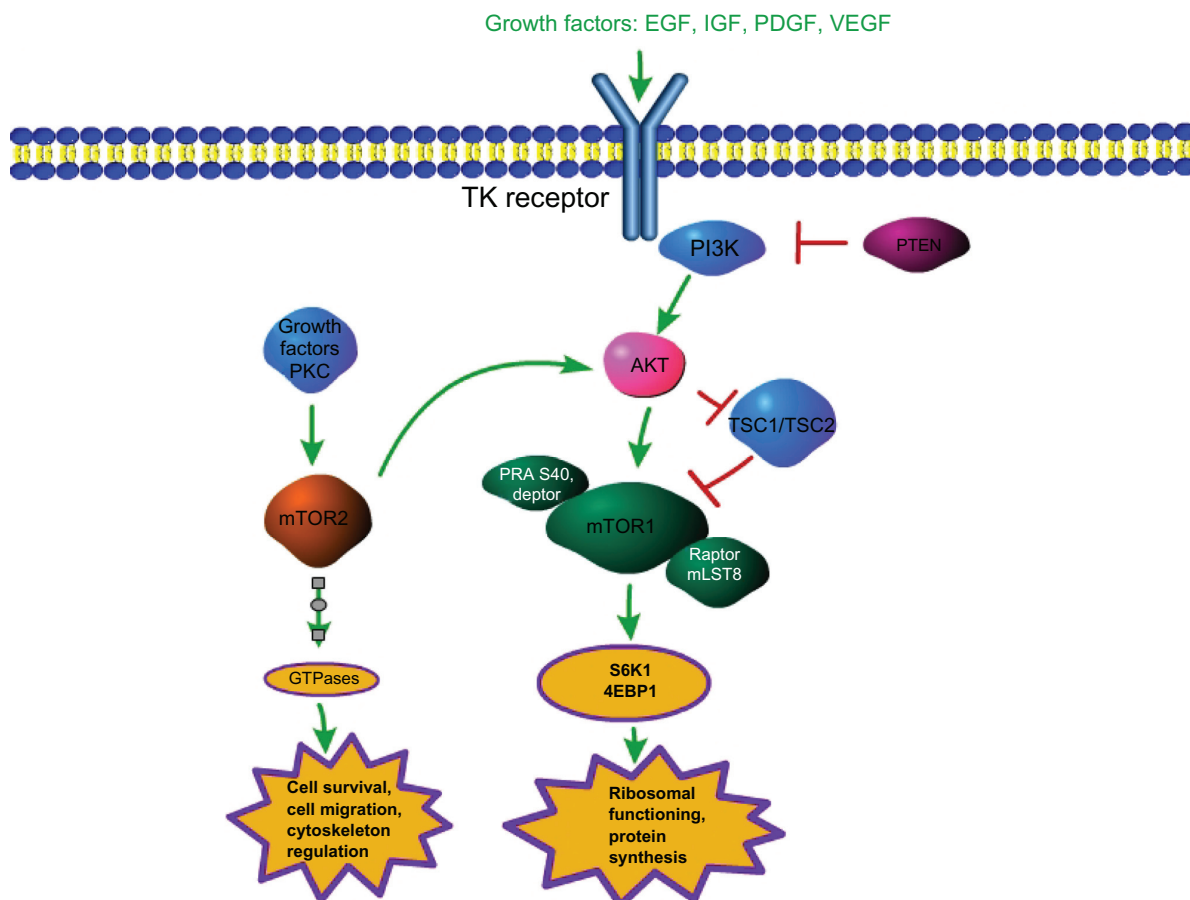 Growth factors: EGF, IGF, PDGF, VEGF
TK receptor
PI3K
PTEN
Growth
factors
PKC
AKT
TSC1/TSC2
PRA S40,
deptor
mTOR2
mTOR1
Raptor
mLST8
GTPases
S6K1
4EBP1
Cell survival,
cell migration,
cytoskeleton
regulation
Ribosomal
functioning,
protein
synthesis